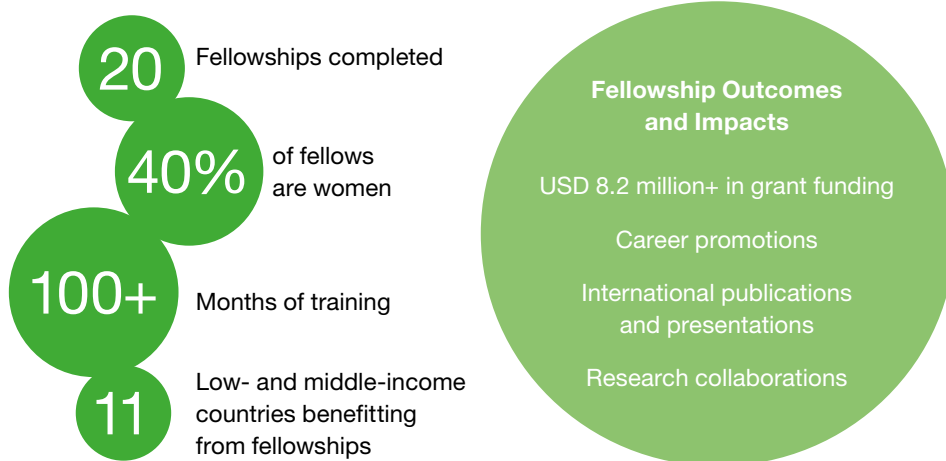 20
Fellowships completed
40%
of fellows
are women
100+
Months of training
11
Low- and middle-income
countries benefitting
from fellowships
Fellowship Outcomes
and Impacts
USD 8.2 million+ in grant funding
Career promotions
International publications
and presentations
Research collaborations